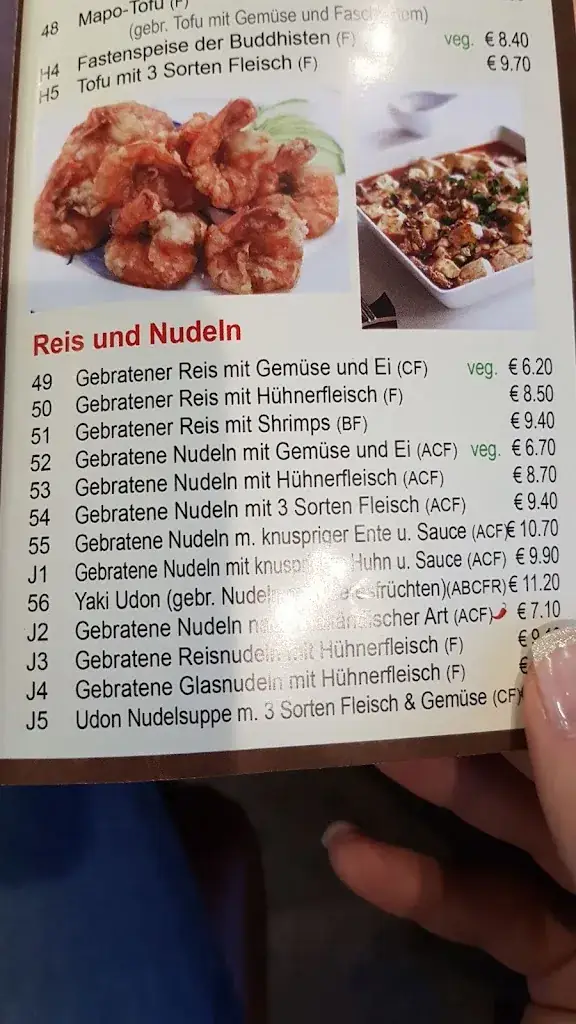 48 Mapo-Tofu (F)
(gebr. Tofu mit Gemüse und
H4 Fastenspeise der Buddhisten (F) veg. € 8.40
H5 Tofu mit 3 Sorten Fleisch (F) € 9.70
Reis und Nudeln
49 Gebratener Reis mit Gemüse und Ei (CF) veg. € 6.20
50 Gebratener Reis mit Hühnerfleisch (F) € 8.50
51 Gebratener Reis mit Shrimps (BF) € 9.40
52 Gebratene Nudeln mit Gemüse und Ei (ACF) veg. € 6.70
53 Gebratene Nudeln mit Hühnerfleisch (ACF) € 8.70
54 Gebratene Nudeln mit 3 Sorten Fleisch (ACF) € 9.40
55 Gebratene Nudeln m. knuspriger Ente u. Sauce (ACF) € 10.70
J1 Gebratene Nudeln mit Huhn u. Sauce (ACF) € 9.90
56 Yaki Udon (gebr. Nudeln (ABCFR) € 11.20
J2 Gebratene Nudeln Art (ACF) € 7.10
J3 Gebratene Reisnudeln mit Hühnerfleisch (F) €
J4 Gebratene Glasnudeln mit Hühnerfleisch (F) €
J5 Udon Nudelsuppe m. 3 Sorten Fleisch & Gemüse (CF)